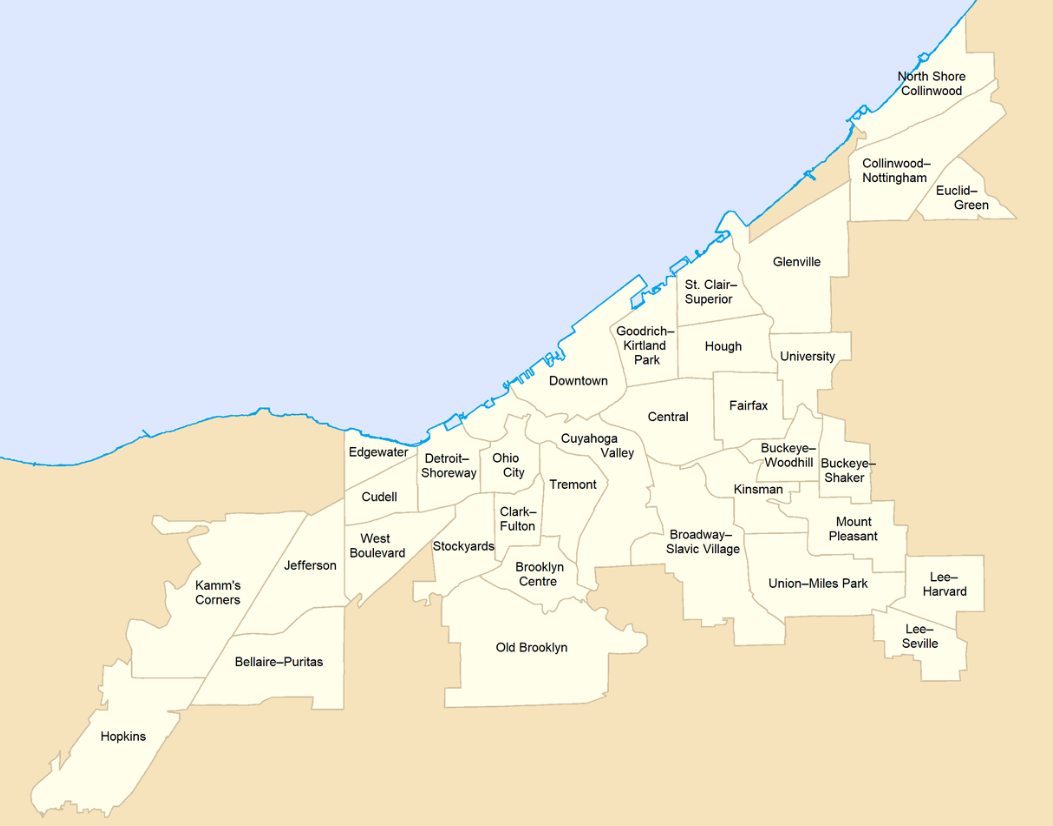 North Shore
Collinwood
Collinwood–
Nottingham
Euclid–
Green
Glenville
St. Clair–
Superior
Goodrich–
Kirtland
Park
Hough
University
Downtown
Central
Fairfax
Cuyahoga
Valley
Buckeye–
Woodhill
Buckeye–
Shaker
Edgewater
Detroit–
Shoreway
Ohio
City
Tremont
Kinsman
Cudell
Clark–
Fulton
Mount
Pleasant
West
Boulevard
Stockyards
Broadway–
Slavic Village
Jefferson
Brooklyn
Centre
Kamm's
Corners
Union–Miles Park
Lee–
Harvard
Lee–
Seville
Old Brooklyn
Bellaire–Puritas
Hopkins